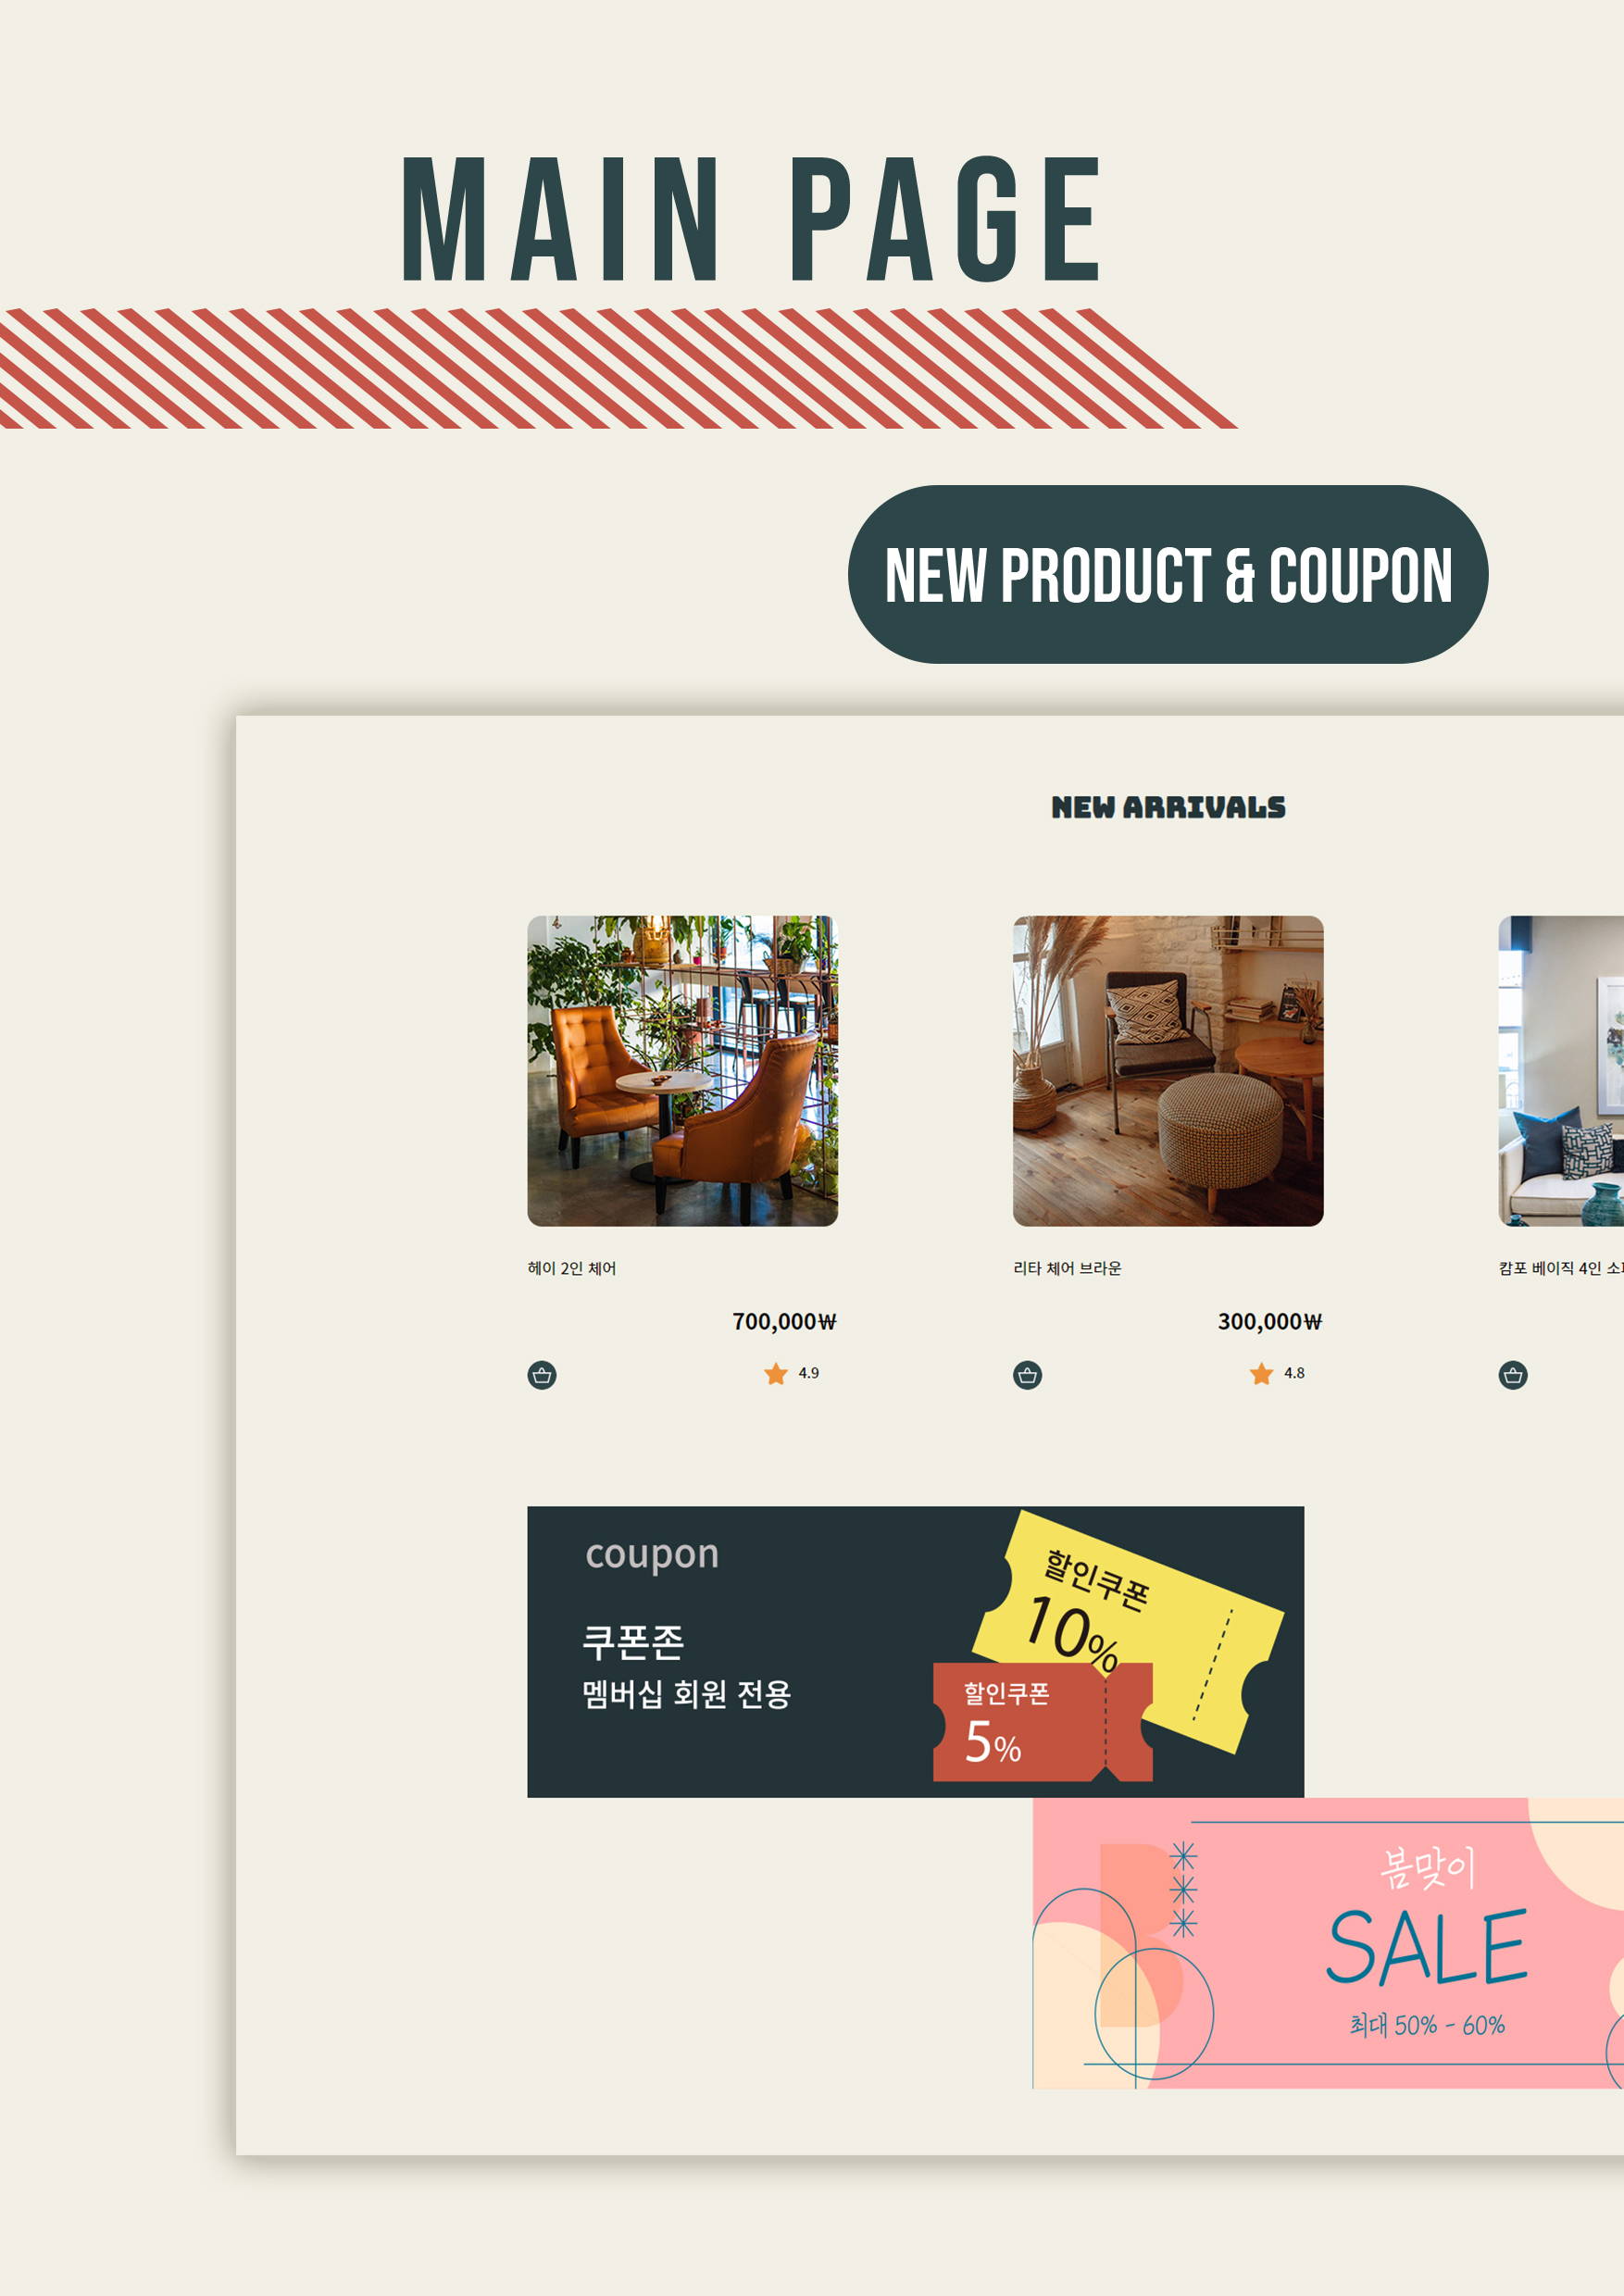 MAIN PAGE
NEW PRODUCT & COUPON
NEW ARRIVALS
헤이 2인 체어
700,000₩
4.9
리타 체어 브라운
300,000₩
4.8
캄포 베이직 4인
coupon
쿠폰존
멤버십 회원 전용
할인쿠폰
10%
할인쿠폰
5%
봄맞이
SALE
최대 50% - 60%